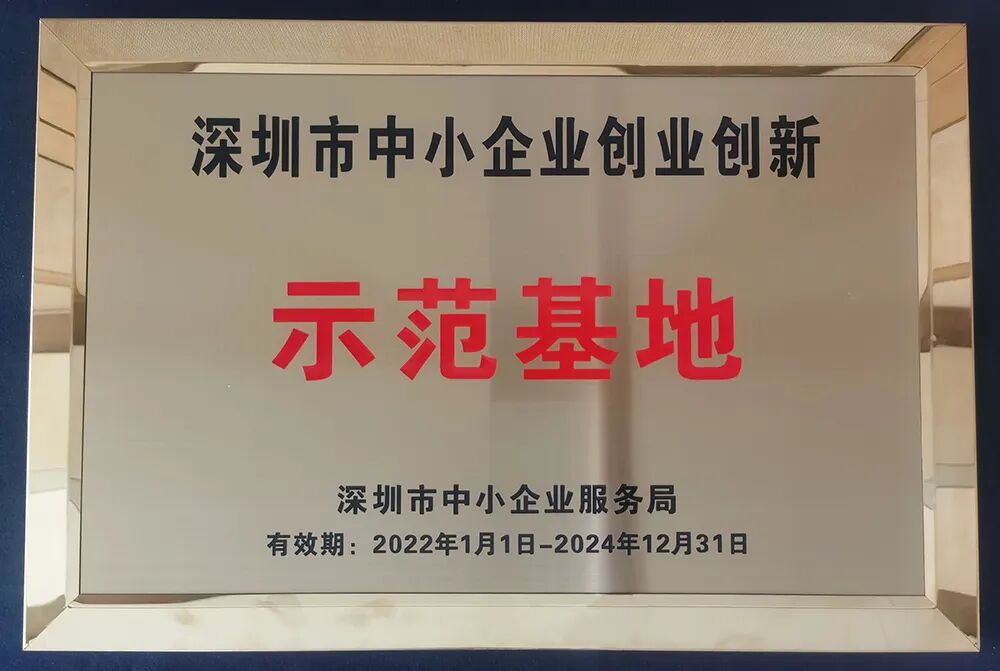 深圳市中小企业创业创新
示范基地
深圳市中小企业服务局
有效期：2022年1月1日-2024年12月31日